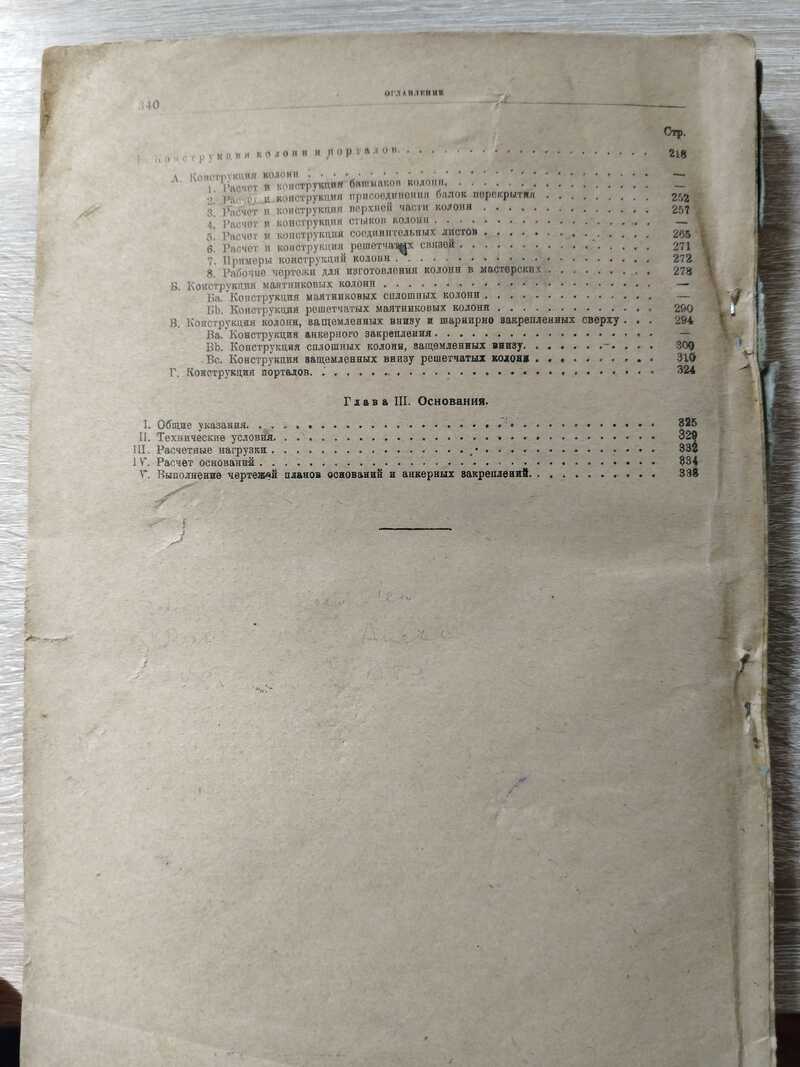 340
ОГЛАВЛЕНИЕ
Стр.
Конструкции колонн и порталов. 218
А. Конструкция колонн —
1. Расчет и конструкция башмаков колонн. —
2. Расчет и конструкция присоединения балок перекрытия 252
3. Расчет и конструкция верхней части колонн 257
4. Расчет и конструкция стыков колонн —
5. Расчет и конструкция соединительных листов 265
6. Расчет и конструкция решетчатых связей 271
7. Примеры конструкций колонн 272
8. Рабочие чертежи для изготовления колонн в мастерских 278
Б. Конструкция маятниковых колонн —
Ба. Конструкция маятниковых сплошных колонн —
Бb. Конструкция решетчатых маятниковых колонн 290
В. Конструкция колонн, защемленных внизу и шарнирно закрепленных сверху 294
Ва. Конструкция анкерного закрепления —
Вb. Конструкция сплошных колонн, защемленных внизу. 309
Вс. Конструкция защемленных внизу решетчатых колонн 310
Г. Конструкция порталов. 324
Глава III. Основания.
I. Общие указания. 325
II. Технические условия. 329
III. Расчетные нагрузки 332
IV. Расчет оснований 334
V. Выполнение чертежей планов оснований и анкерных закреплений. 338